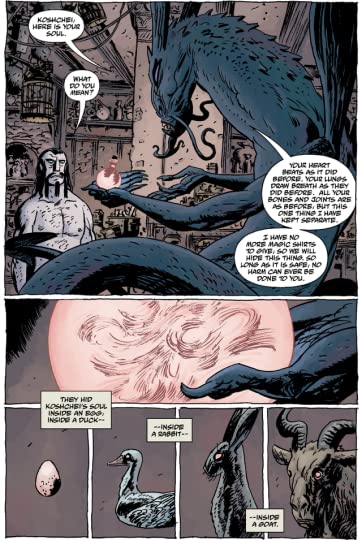 KOSHCHEI,
HERE IS YOUR
SOUL.
WHAT
DO YOU
MEAN?
YOUR HEART
BEATS AS IT DID
BEFORE. YOUR LUNGS
DRAW BREATH AS THEY
DID BEFORE. ALL YOUR
BONES AND JOINTS ARE
AS BEFORE; BUT THIS
ONE THING I HAVE
KEPT SEPARATE.
I HAVE
NO MORE MAGIC SHIRTS
TO GIVE; SO WE WILL
HIDE THIS THING. SO
LONG AS IT IS SAFE; NO
HARM CAN EVER BE
DONE TO YOU.
THEY HID
KOSHCHEI'S SOUL
INSIDE AN EGG;
INSIDE A DUCK--
--INSIDE
A RABBIT--
--INSIDE
A GOAT.